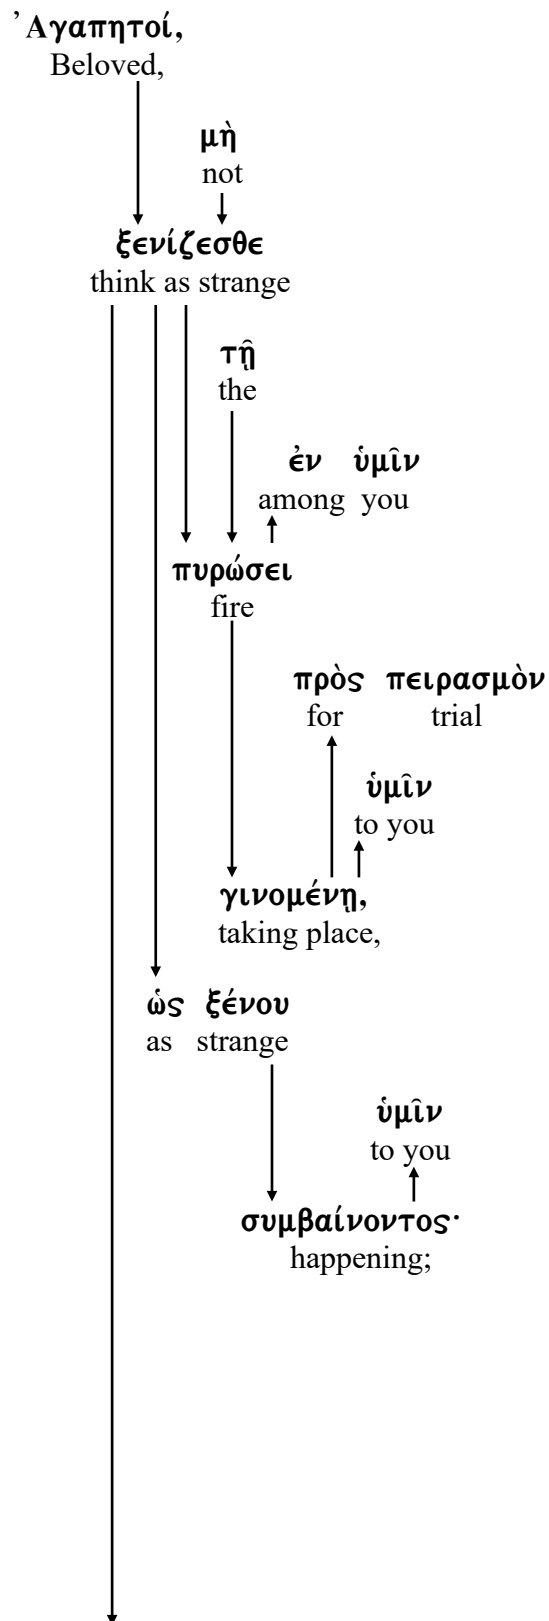 Ἀγαπητοί,
Beloved,
μὴ
not
ξενίζεσθε
think as strange
τῇ
the
ἐν ὑμῖν
among you
πυρώσει
fire
πρὸς πειρασμὸν
for trial
ὑμῖν
to you
γινομένῃ,
taking place,
ὡς ξένου
as strange
ὑμῖν
to you
συμβαίνοντος·
happening;